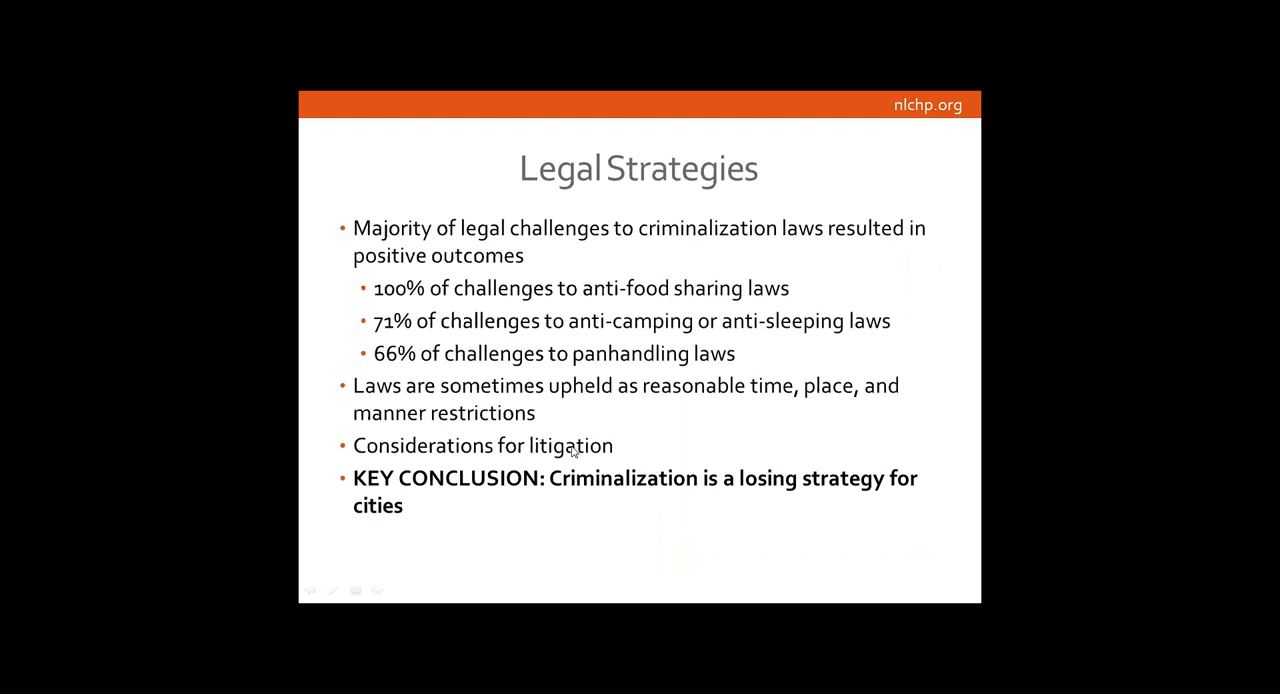 nlchp.org
Legal Strategies
• Majority of legal challenges to criminalization laws resulted in
positive outcomes
• 100% of challenges to anti-food sharing laws
• 71% of challenges to anti-camping or anti-sleeping laws
• 66% of challenges to panhandling laws
• Laws are sometimes upheld as reasonable time, place, and
manner restrictions
• Considerations for litigation
• KEY CONCLUSION: Criminalization is a losing strategy for
cities